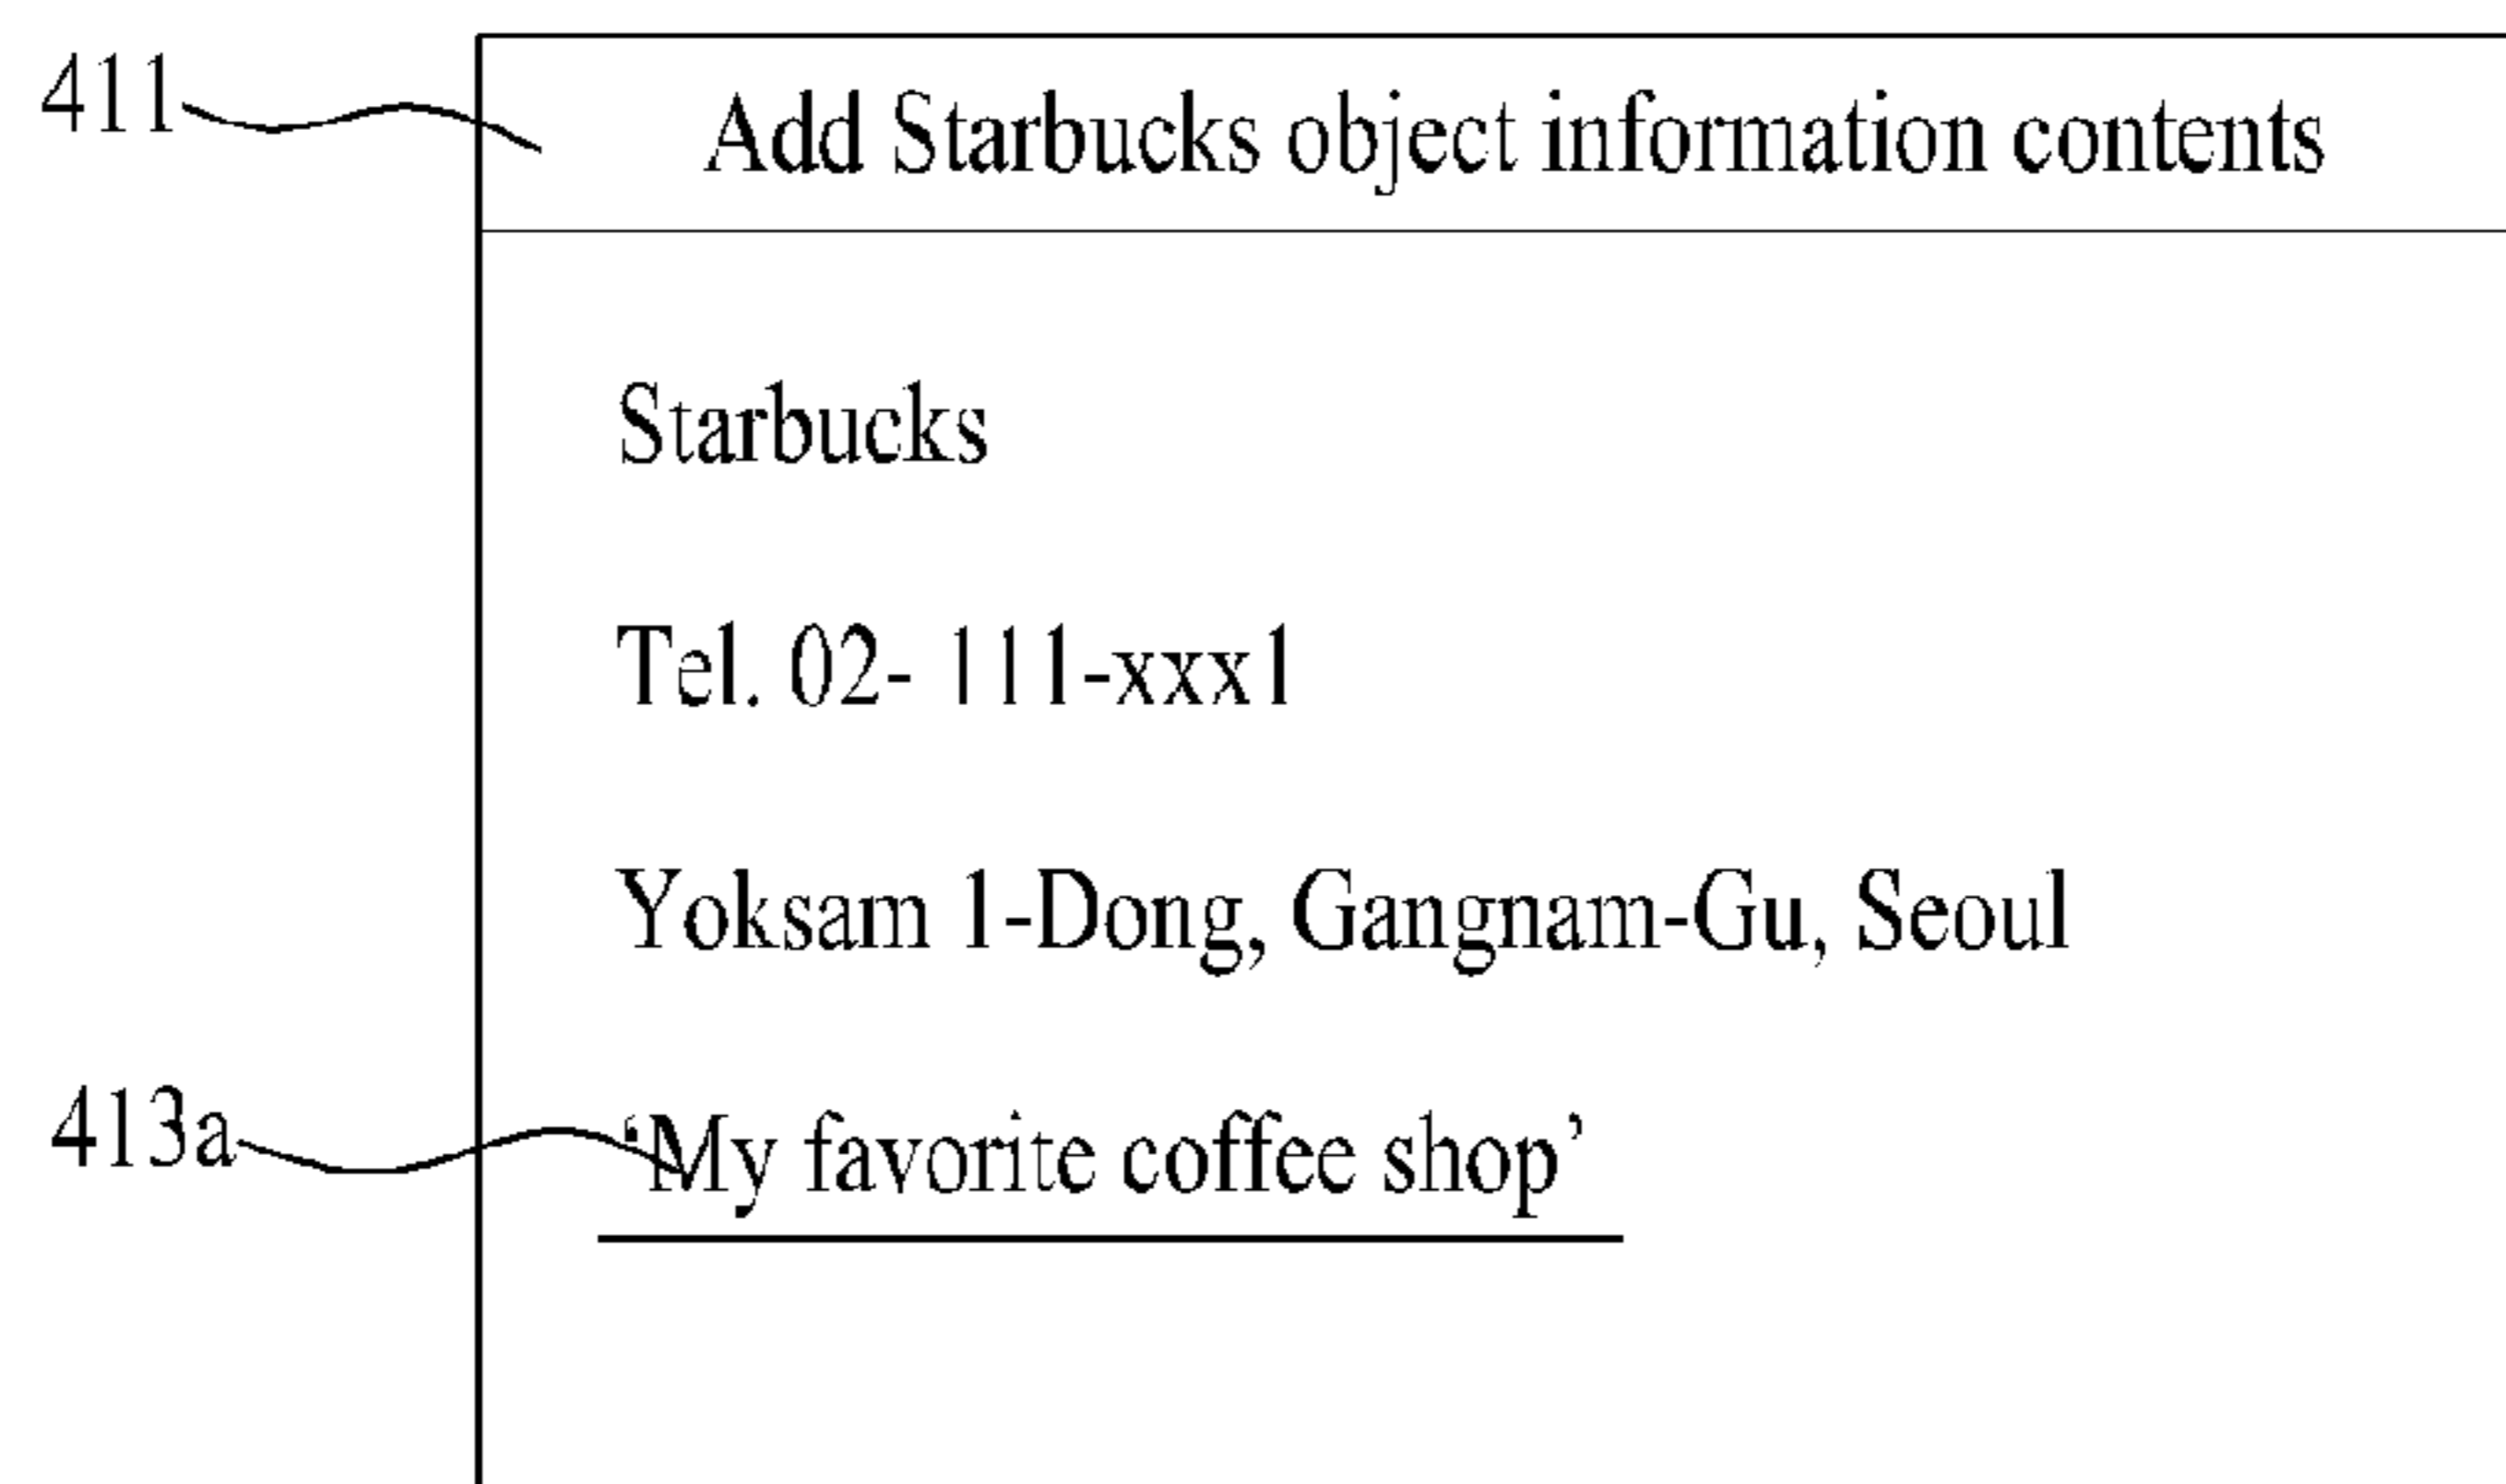 411
Add Starbucks object information contents
Starbucks
Tel. 02- 111-xxx1
Yoksam 1-Dong, Gangnam-Gu, Seoul
413a
‘My favorite coffee shop’